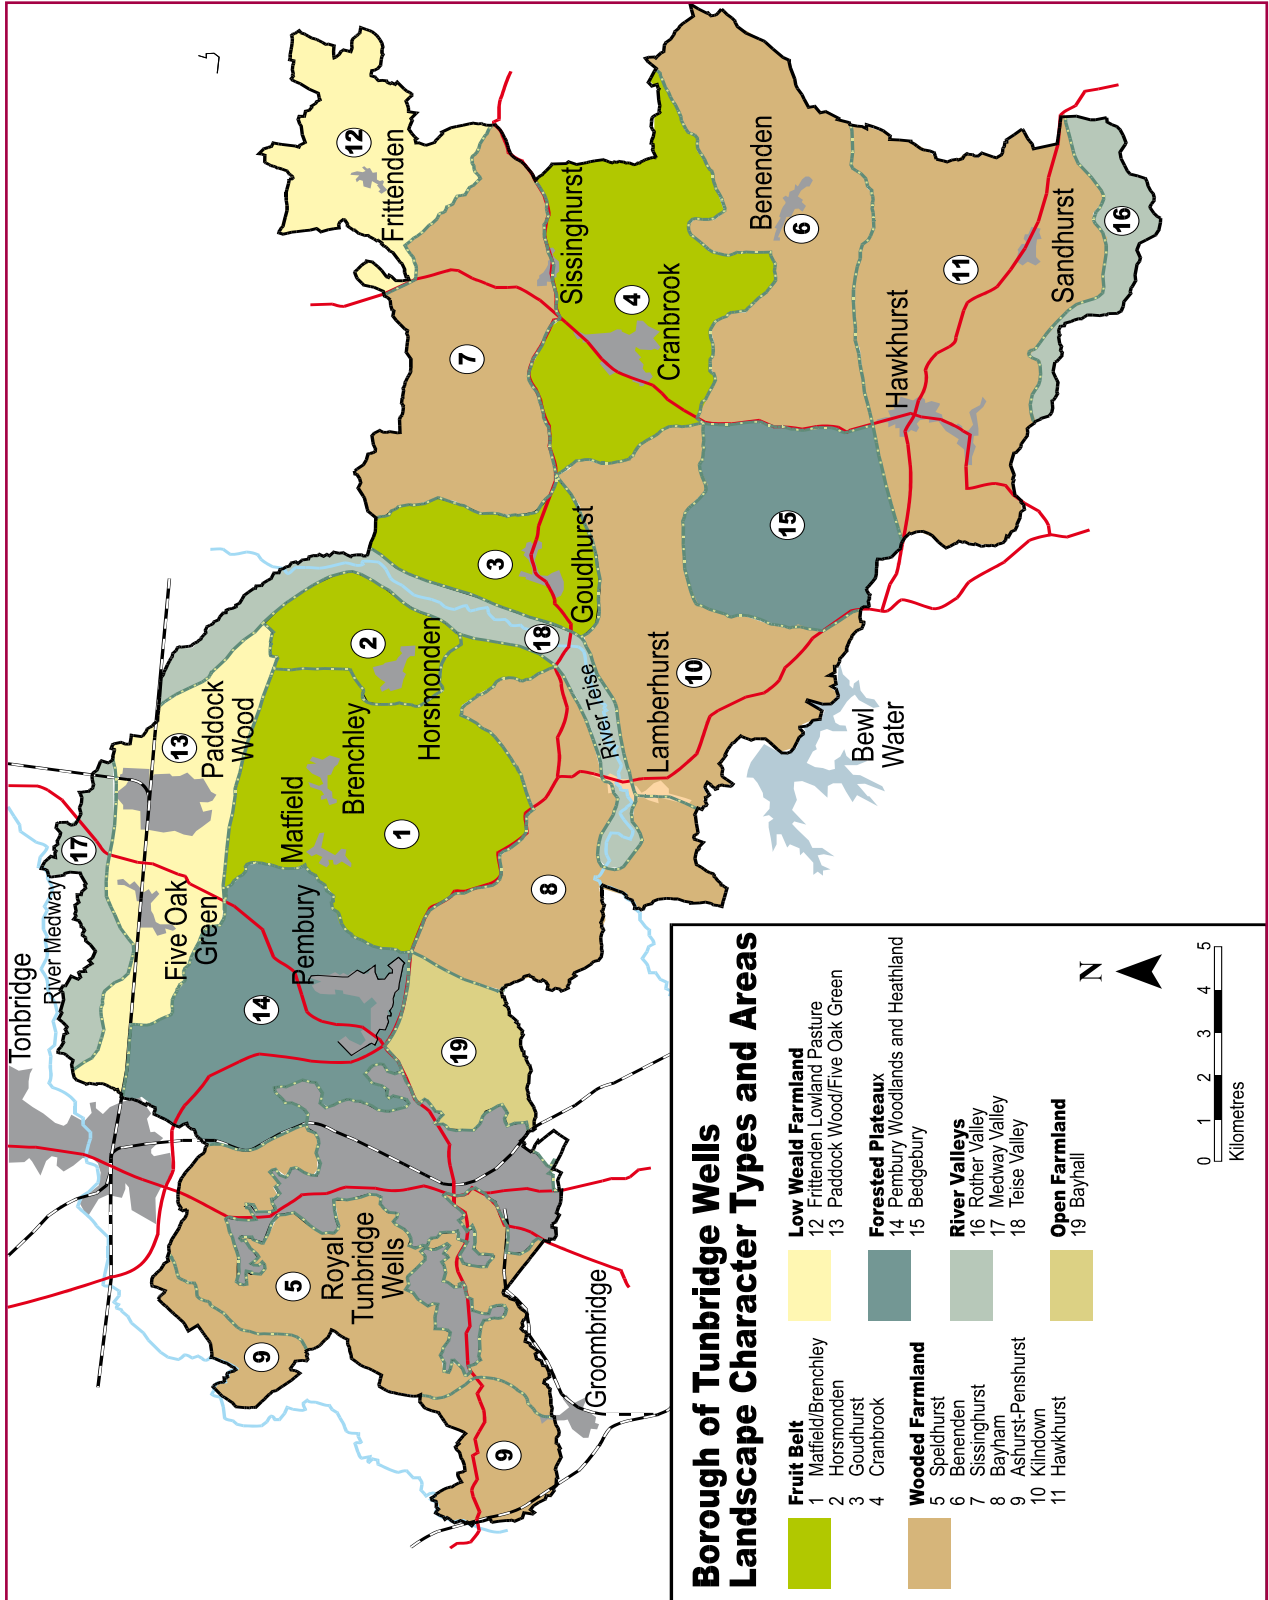 Tonbridge
River Medway
17
Five Oak
Green
13
Paddock
Wood
14
Pembury
Matfield
Brenchley
1
2
Horsmonden
3
Goudhurst
18
River Teise
Lamberhurst
10
Bewl
Water
8
19
5
Royal
Tunbridge
Wells
9
9
Groombridge
12
Frittenden
7
Sissinghurst
4
Cranbrook
Benenden
6
15
Hawkhurst
11
Sandhurst
16
Borough of Tunbridge Wells
Landscape Character Types and Areas
Fruit Belt
1 Matfield/Brenchley
2 Horsmonden
3 Goudhurst
4 Cranbrook
Wooded Farmland
5 Speldhurst
6 Benenden
7 Sissinghurst
8 Bayham
9 Ashurst-Penshurst
10 Kilndown
11 Hawkhurst
Low Weald Farmland
12 Frittenden Lowland Pasture
13 Paddock Wood/Five Oak Green
Forested Plateaux
14 Pembury Woodlands and Heathland
15 Bedgebury
River Valleys
16 Rother Valley
17 Medway Valley
18 Teise Valley
Open Farmland
19 Bayhall
N
0 1 2 3 4 5
Kilometres